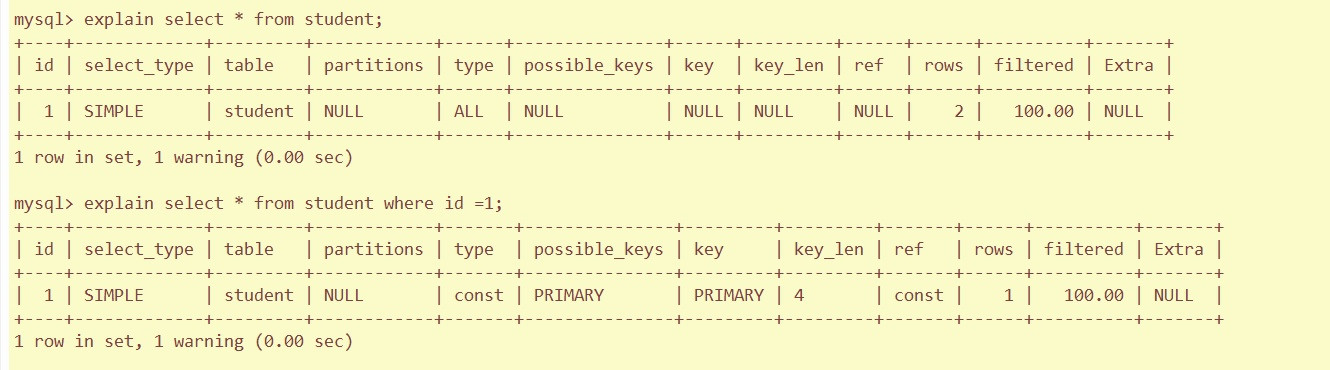 mysql> explain select * from student;
+----+-------------+---------+------------+------+---------------+------+---------+------+------+----------+-------+
| id | select_type | table   | partitions | type | possible_keys | key  | key_len | ref  | rows | filtered | Extra |
+----+-------------+---------+------------+------+---------------+------+---------+------+------+----------+-------+
|  1 | SIMPLE      | student | NULL       | ALL  | NULL          | NULL | NULL    | NULL |    2 |   100.00 | NULL  |
+----+-------------+---------+------------+------+---------------+------+---------+------+------+----------+-------+
1 row in set, 1 warning (0.00 sec)

mysql> explain select * from student where id =1;
+----+-------------+---------+------------+-------+---------------+---------+---------+-------+------+----------+-------+
| id | select_type | table   | partitions | type  | possible_keys | key     | key_len | ref   | rows | filtered | Extra |
+----+-------------+---------+------------+-------+---------------+---------+---------+-------+------+----------+-------+
|  1 | SIMPLE      | student | NULL       | const | PRIMARY       | PRIMARY | 4       | const |    1 |   100.00 | NULL  |
+----+-------------+---------+------------+-------+---------------+---------+---------+-------+------+----------+-------+
1 row in set, 1 warning (0.00 sec)